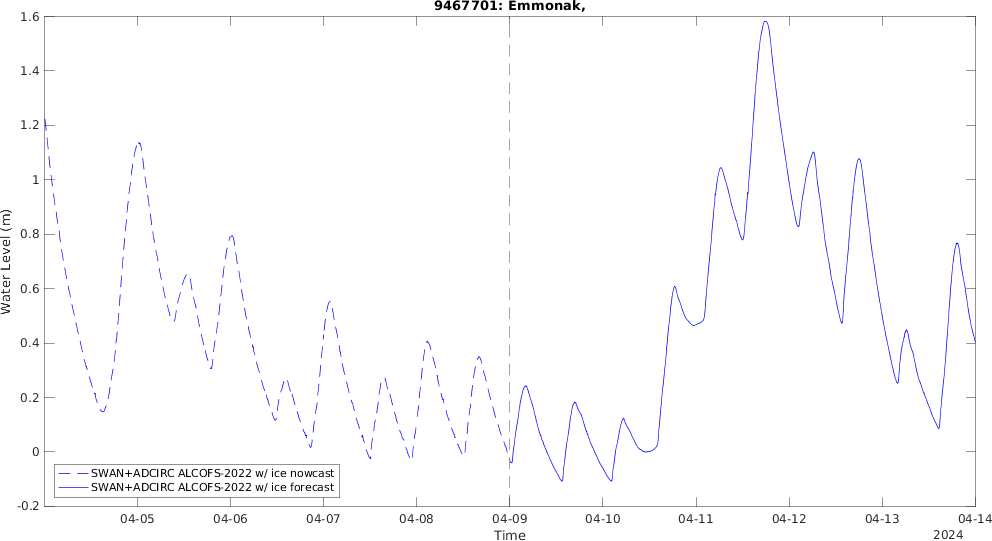 9467701: Emmonak,
1.6
1.4
1.2
1
0.8
0.6
0.4
0.2
0
-0.2
Water Level (m)
SWAN+ADCIRC ALCOFS-2022 w/ ice nowcast
SWAN+ADCIRC ALCOFS-2022 w/ ice forecast
04-05 04-06 04-07 04-08 04-09 04-10 04-11 04-12 04-13 04-14
Time
2024